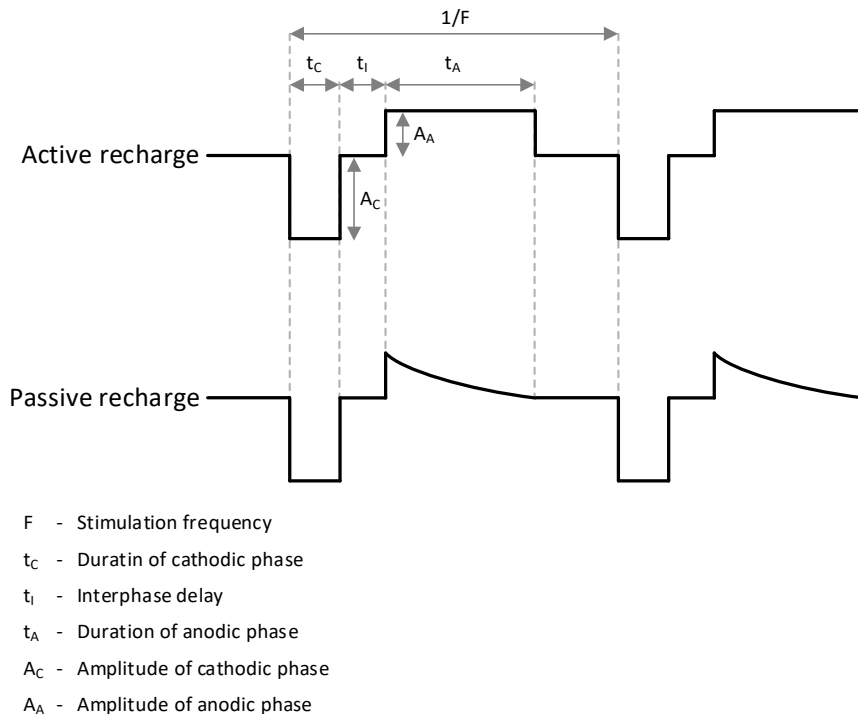 1/F
tC tI tA
AA
Active recharge
AC
Passive recharge
F - Stimulation frequency
tC - Duratin of cathodic phase
tI - Interphase delay
tA - Duration of anodic phase
AC - Amplitude of cathodic phase
AA - Amplitude of anodic phase